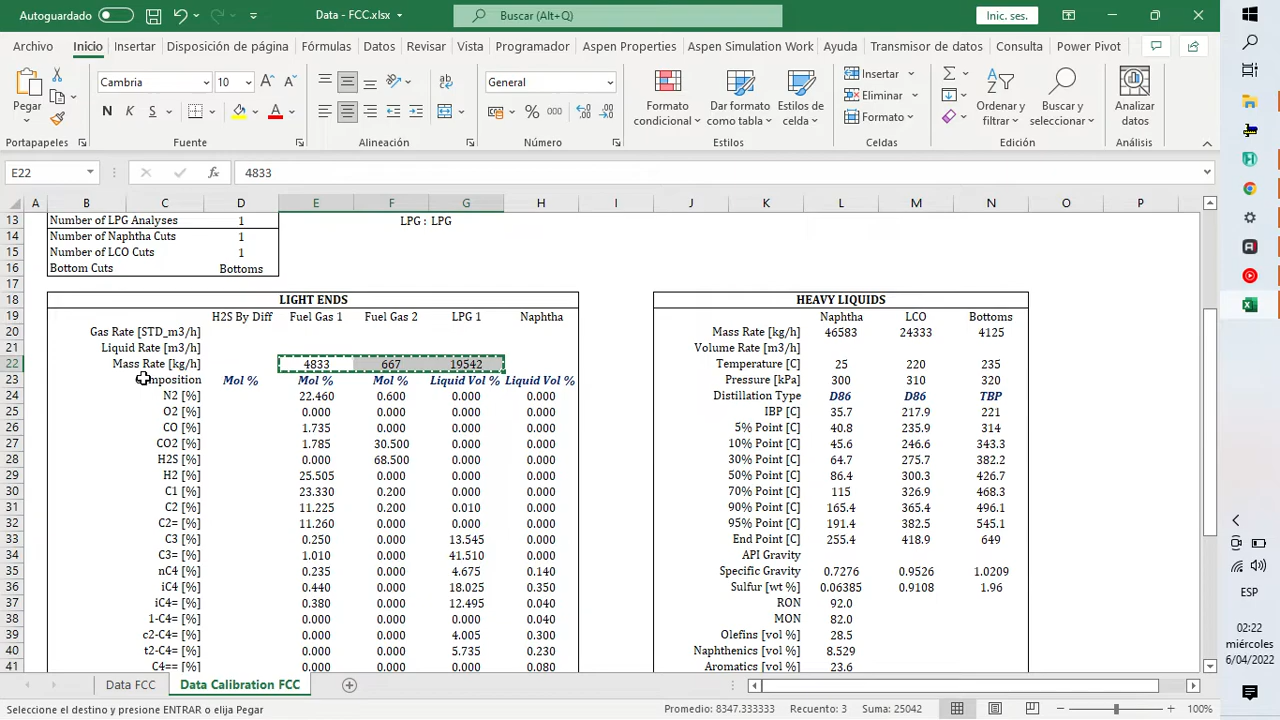 Autoguardado
Data - FCC.xlsx
Buscar (Alt+Q)
Inic. ses.
Archivo Inicio Insertar Disposición de página Fórmulas Datos Revisar Vista Programador Aspen Properties Aspen Simulation Work Ayuda Transmisor de datos Consulta Power Pivot
Pegar Cambria 10 General
N K S
Formato condicional Dar formato como tabla Estilos de celda
Insertar
Eliminar
Formato
Ordenar y filtrar Buscar y seleccionar Analizar datos
Portapapeles Fuente Alineación Número Estilos Celdas Edición Análisis
E22 fx 4833
A B C D E F G H I J K L M N O P
13 Number of LPG Analyses 1 LPG : LPG
14 Number of Naphtha Cuts 1
15 Number of LCO Cuts 1
16 Bottom Cuts Bottoms
17
18 LIGHT ENDS HEAVY LIQUIDS
19 H2S By Diff Fuel Gas 1 Fuel Gas 2 LPG 1 Naphtha Naphtha LCO Bottoms
20 Gas Rate [STD_m3/h] Mass Rate [kg/h] 46583 24333 4125
21 Liquid Rate [m3/h] Volume Rate [m3/h]
22 Mass Rate [kg/h] 4833 667 19542 Temperature [C] 25 220 235
23 Composition Mol % Mol % Mol % Liquid Vol % Liquid Vol % Pressure [kPa] 300 310 320
24 N2 [%] 22.460 0.600 0.000 0.000 Distillation Type D86 D86 TBP
25 O2 [%] 0.000 0.000 0.000 0.000 IBP [C] 35.7 217.9 221
26 CO [%] 1.735 0.000 0.000 0.000 5% Point [C] 40.8 235.9 314
27 CO2 [%] 1.785 30.500 0.000 0.000 10% Point [C] 45.6 246.6 343.3
28 H2S [%] 0.000 68.500 0.000 0.000 30% Point [C] 64.7 275.7 382.2
29 H2 [%] 25.505 0.000 0.000 0.000 50% Point [C] 86.4 300.3 426.7
30 C1 [%] 23.330 0.200 0.000 0.000 70% Point [C] 115 326.9 468.3
31 C2 [%] 11.225 0.200 0.010 0.000 90% Point [C] 165.4 365.4 496.1
32 C2= [%] 11.260 0.000 0.000 0.000 95% Point [C] 191.4 382.5 545.1
33 C3 [%] 0.250 0.000 13.545 0.000 End Point [C] 255.4 418.9 649
34 C3= [%] 1.010 0.000 41.510 0.000 API Gravity
35 nC4 [%] 0.235 0.000 4.675 0.140 Specific Gravity 0.7276 0.9526 1.0209
36 iC4 [%] 0.440 0.000 18.025 0.350 Sulfur [wt %] 0.06385 0.9108 1.96
37 iC4= [%] 0.380 0.000 12.495 0.040 RON 92.0
38 1-C4= [%] 0.000 0.000 0.000 0.040 MON 82.0
39 c2-C4= [%] 0.000 0.000 4.005 0.300 Olefins [vol %] 28.5
40 t2-C4= [%] 0.000 0.000 5.735 0.230 Naphthenics [vol %] 8.529
41 C4== [%] 0.000 0.000 0.000 0.080 Aromatics [vol %] 23.6
Data FCC Data Calibration FCC
Seleccione el destino y presione ENTRAR o elija Pegar Promedio: 8347.333333 Recuento: 3 Suma: 25042 100%
ESP
02:22
miércoles
6/04/2022